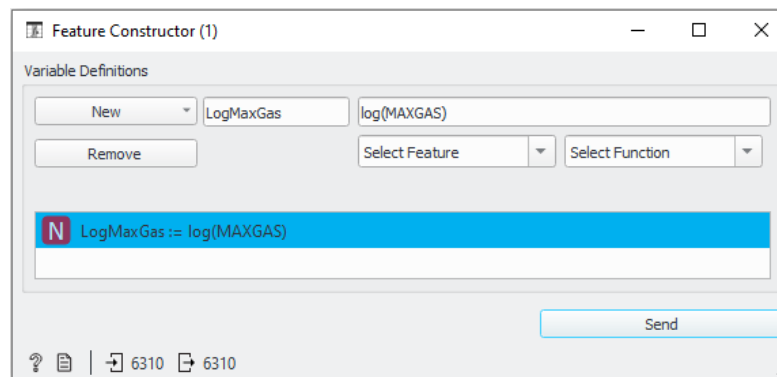 Feature Constructor (1)
Variable Definitions
New LogMaxGas log(MAXGAS)
Remove Select Feature Select Function
N LogMaxGas := log(MAXGAS)
Send
? 6310 6310